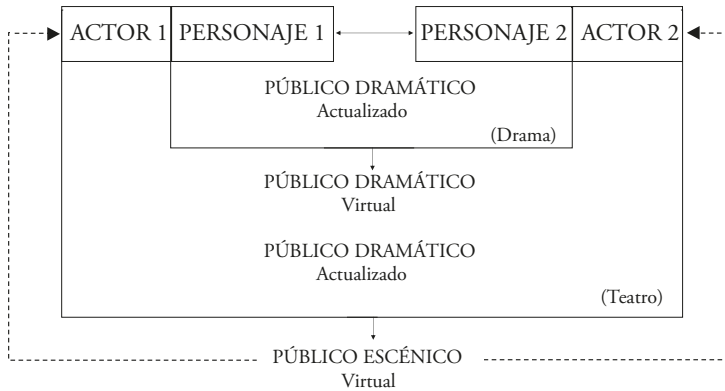 ACTOR 1 PERSONAJE 1 PERSONAJE 2 ACTOR 2
PÚBLICO DRAMÁTICO
Actualizado
(Drama)
PÚBLICO DRAMÁTICO
Virtual
PÚBLICO DRAMÁTICO
Actualizado
(Teatro)
PÚBLICO ESCÉNICO
Virtual